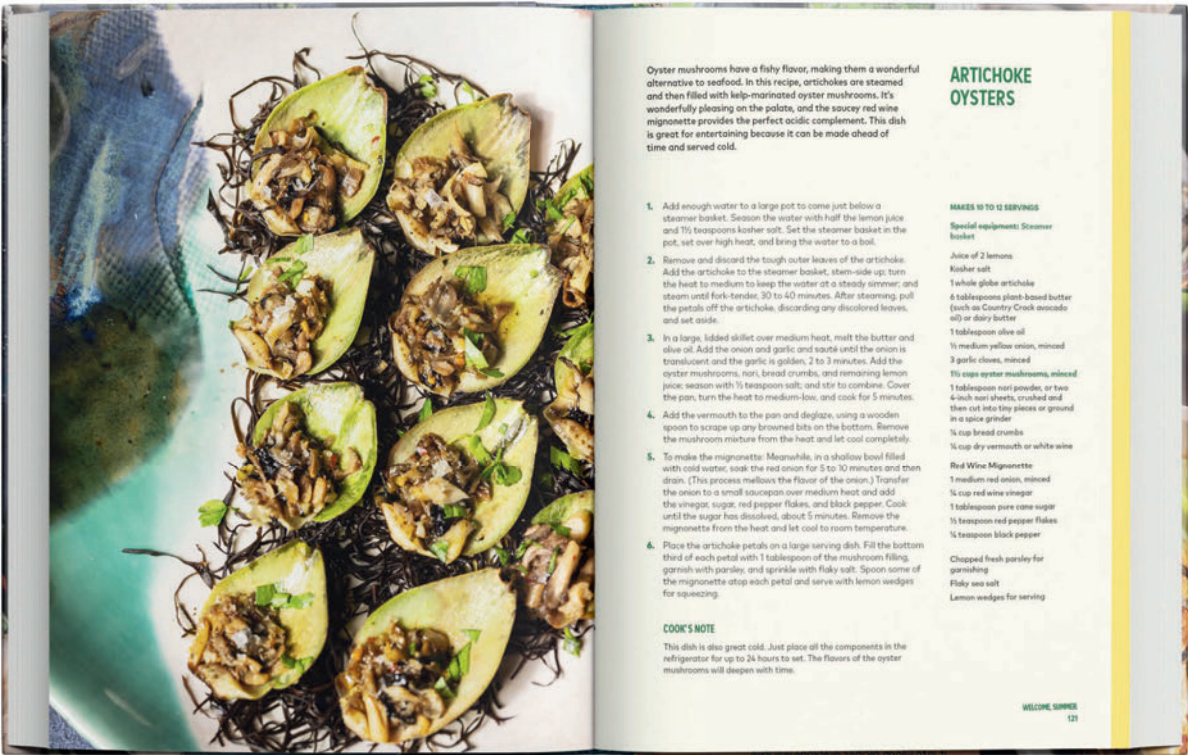 Oyster mushrooms have a fishy flavor, making them a wonderful
alternative to seafood. In this recipe, artichokes are steamed
and then filled with kelp-marinated oyster mushrooms. It's
wonderfully pleasing on the palate, and the saucey red wine
mignonette provides the perfect acidic complement. This dish
is great for entertaining because it can be made ahead of
time and served cold.
ARTICHOKE
OYSTERS
1. Add enough water to a large pot to come just below a
steamer basket. Season the water with half the lemon juice
and 1½ teaspoons kosher salt. Set the steamer basket in the
pot, set over high heat, and bring the water to a boil.
2. Remove and discard the tough outer leaves of the artichoke.
Add the artichoke to the steamer basket, stem-side up; turn
the heat to medium to keep the water at a steady simmer; and
steam until fork-tender, 30 to 40 minutes. After steaming, pull
the petals off the artichoke, discarding any discolored leaves,
and set aside.
3. In a large, lidded skillet over medium heat, melt the butter and
olive oil. Add the onion and garlic and sauté until the onion is
translucent and the garlic is golden, 2 to 3 minutes. Add the
oyster mushrooms, nori, bread crumbs, and remaining lemon
juice; season with ½ teaspoon salt; and stir to combine. Cover
the pan, turn the heat to medium-low, and cook for 5 minutes.
4. Add the vermouth to the pan and deglaze, using a wooden
spoon to scrape up any browned bits on the bottom. Remove
the mushroom mixture from the heat and let cool completely.
5. To make the mignonette: Meanwhile, in a shallow bowl filled
with cold water, soak the red onion for 5 to 10 minutes and then
drain. (This process mellows the flavor of the onion.) Transfer
the onion to a small saucepan over medium heat and add
the vinegar, sugar, red pepper flakes, and black pepper. Cook
until the sugar has dissolved, about 5 minutes. Remove the
mignonette from the heat and let cool to room temperature.
6. Place the artichoke petals on a large serving dish. Fill the bottom
third of each petal with 1 tablespoon of the mushroom filling,
garnish with parsley, and sprinkle with flaky salt. Spoon some of
the mignonette atop each petal and serve with lemon wedges
for squeezing.
COOK'S NOTE
This dish is also great cold. Just place all the components in the
refrigerator for up to 24 hours to set. The flavors of the oyster
mushrooms will deepen with time.
MAKES 10 TO 12 SERVINGS
Special equipment: Steamer
basket
Juice of 2 lemons
Kosher salt
1 whole globe artichoke
6 tablespoons plant-based butter
(such as Country Crock avocado
oil) or dairy butter
1 tablespoon olive oil
½ medium yellow onion, minced
3 garlic cloves, minced
1½ cups oyster mushrooms, minced
1 tablespoon nori powder, or two
4-inch nori sheets, crushed and
then cut into tiny pieces or ground
in a spice grinder
¼ cup bread crumbs
¼ cup dry vermouth or white wine
Red Wine Mignonette
1 medium red onion, minced
¼ cup red wine vinegar
1 tablespoon pure cane sugar
½ teaspoon red pepper flakes
¼ teaspoon black pepper
Chopped fresh parsley for
garnishing
Flaky sea salt
Lemon wedges for serving
WELCOME, SUMMER
121